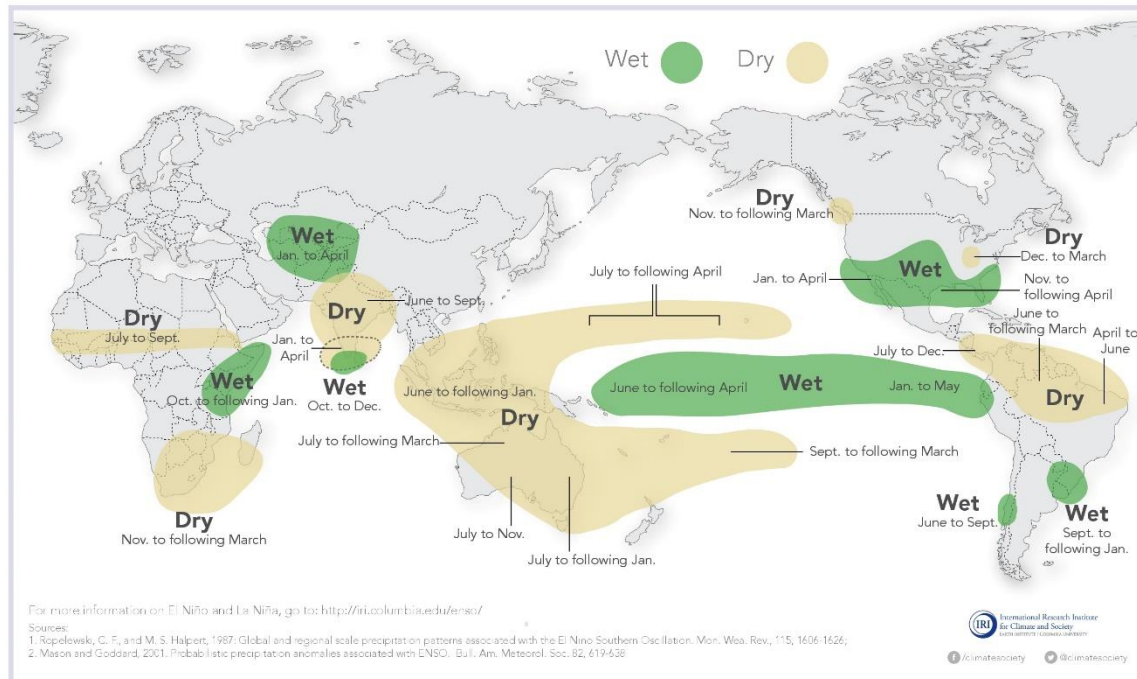 Wet
Dry
Dry
Nov. to following March
Wet
Jan. to April
Dry
Dec. to March
July to following April
Jan. to April
Wet
Nov. to
following April
June to Sept.
Dry
Dry
July to Sept.
Jan. to
April
June to
following March
April to
June
July to Dec.
Wet
Oct. to following Jan.
Wet
Oct. to Dec.
June to following Jan.
Dry
June to following April
Wet
Jan. to May
Dry
July to following March
Sept. to following March
Dry
Nov. to following March
July to Nov.
July to following Jan.
Wet
June to Sept.
Wet
Sept. to
following Jan.
For more information on El Niño and La Niña, go to: http://iri.columbia.edu/enso/
Sources:
1. Ropelewski, C. F., and M. S. Halpert, 1987: Global and regional scale precipitation patterns associated with the El Nino Southern Oscillation. Mon. Wea. Rev., 115, 1606-1626;
2. Mason and Goddard, 2001. Probabilistic precipitation anomalies associated with ENSO. Bull. Am. Meteorol. Soc. 82, 619-638
IRI
International Research Institute
for Climate and Society
EARTH INSTITUTE | COLUMBIA UNIVERSITY
/climatesociety
@climatesociety